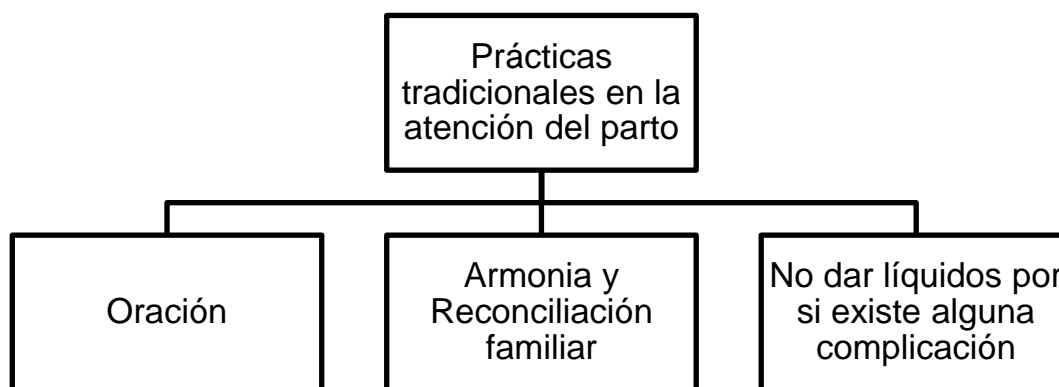 Prácticas
tradicionales en la
atención del parto
Oración
Armonia y
Reconciliación
familiar
No dar líquidos por
si existe alguna
complicación